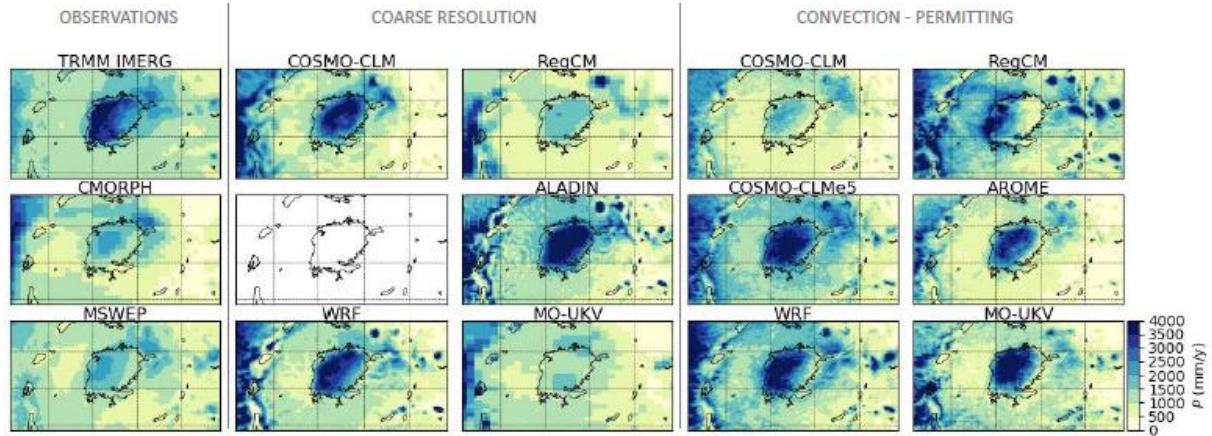 OBSERVATIONS
COARSE RESOLUTION
CONVECTION - PERMITTING
TRMM IMERG
COSMO-CLM
RegCM
COSMO-CLM
RegCM
CMORPH
ALADIN
COSMO-CLMe5
AROME
MSWEP
WRF
MO-UKV
WRF
MO-UKV
4000
3500
3000
2500
2000
1500
1000
500
0
P (mm/y)